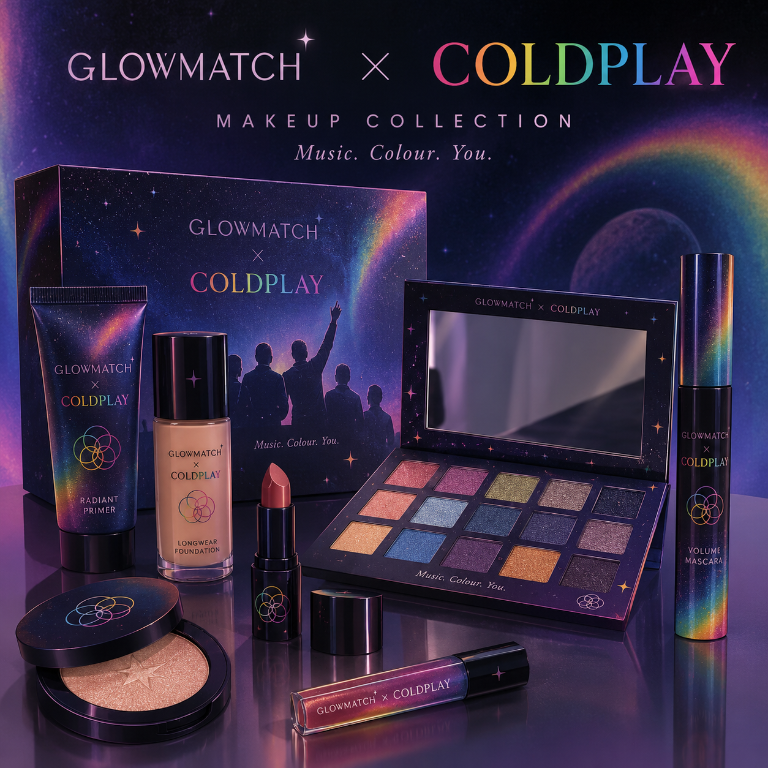 GLOWMATCH × COLDPLAY
MAKEUP COLLECTION
Music. Colour. You.
GLOWMATCH
×
COLDPLAY
Music. Colour. You.
GLOWMATCH
×
COLDPLAY
RADIANT
PRIMER
GLOWMATCH
×
COLDPLAY
LONGWEAR
FOUNDATION
GLOWMATCH × COLDPLAY
Music. Colour. You.
GLOWMATCH
×
COLDPLAY
VOLUME
MASCARA
GLOWMATCH × COLDPLAY